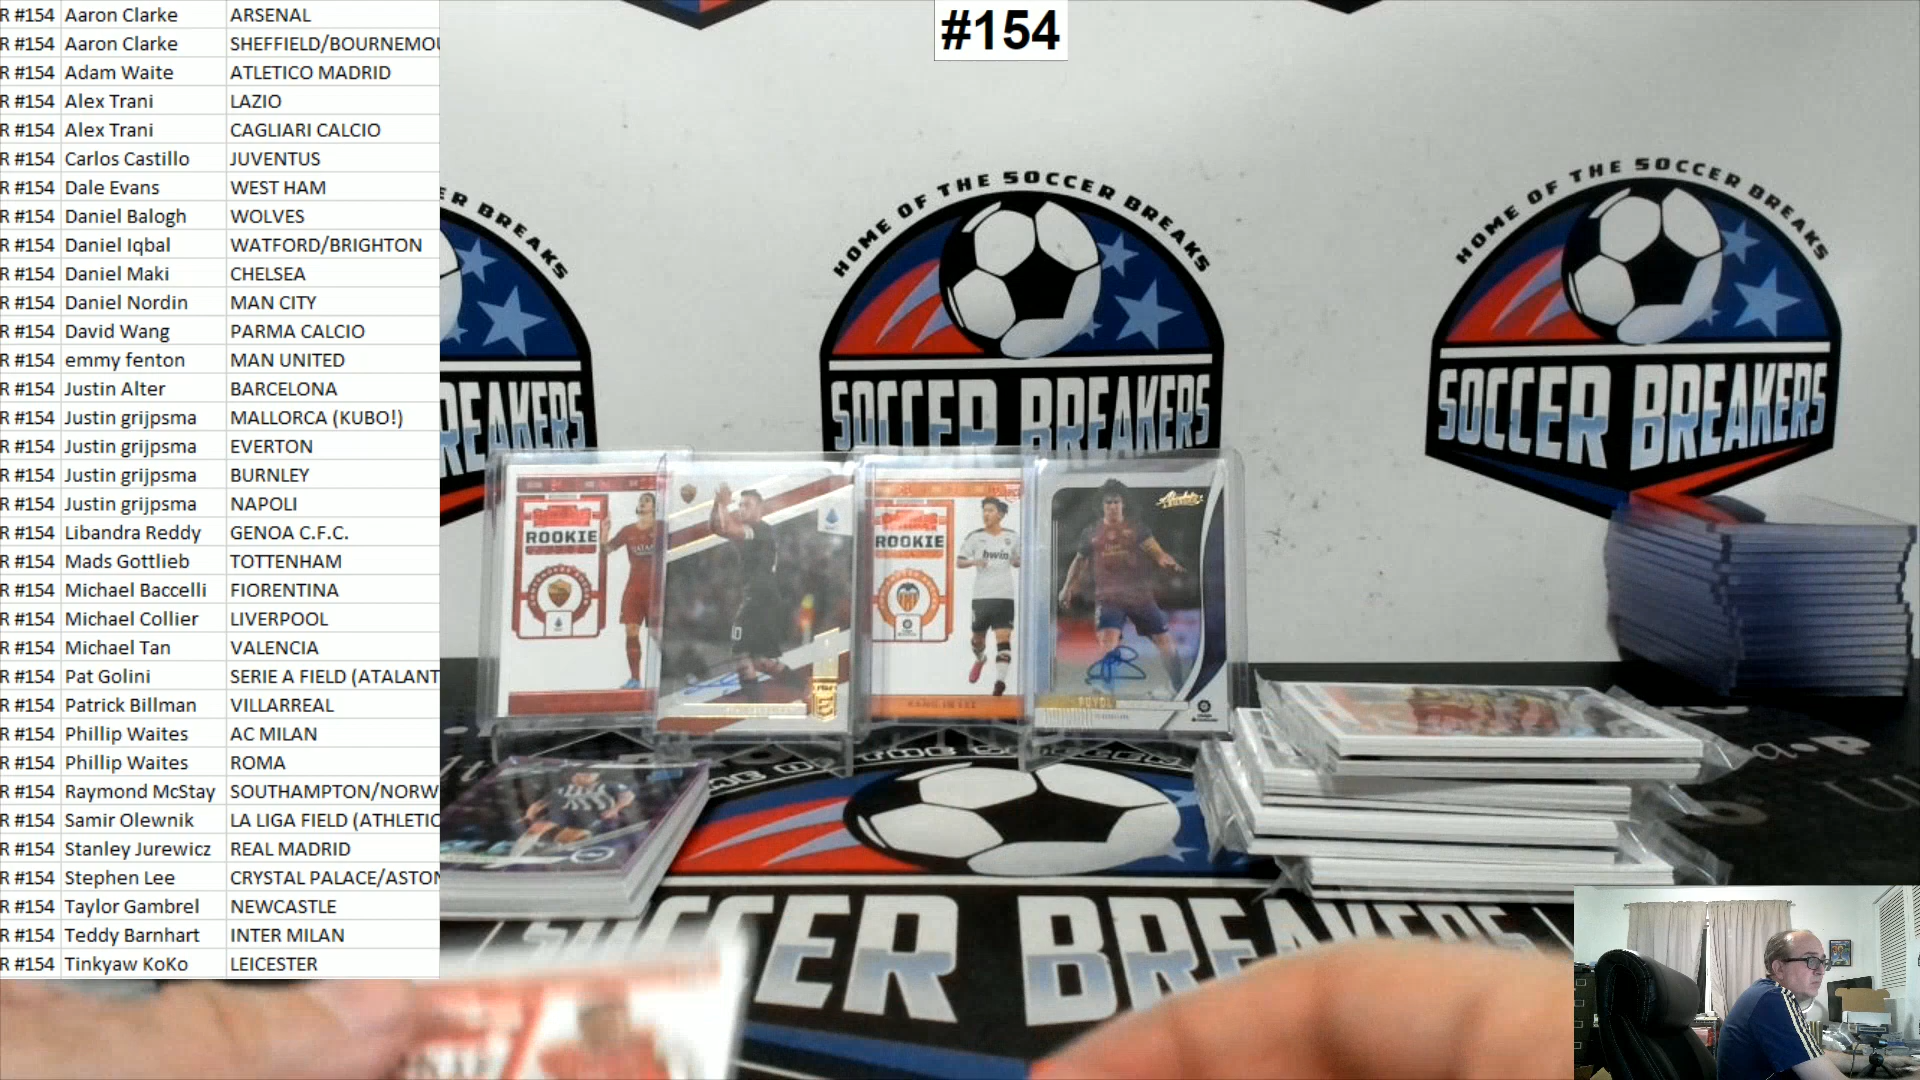 #154
R #154 Aaron Clarke ARSENAL
R #154 Aaron Clarke SHEFFIELD/BOURNEMOU
R #154 Adam Waite ATLETICO MADRID
R #154 Alex Trani LAZIO
R #154 Alex Trani CAGLIARI CALCIO
R #154 Carlos Castillo JUVENTUS
R #154 Dale Evans WEST HAM
R #154 Daniel Balogh WOLVES
R #154 Daniel Iqbal WATFORD/BRIGHTON
R #154 Daniel Maki CHELSEA
R #154 Daniel Nordin MAN CITY
R #154 David Wang PARMA CALCIO
R #154 emmy fenton MAN UNITED
R #154 Justin Alter BARCELONA
R #154 Justin grijpsma MALLORCA (KUBO!)
R #154 Justin grijpsma EVERTON
R #154 Justin grijpsma BURNLEY
R #154 Justin grijpsma NAPOLI
R #154 Libandra Reddy GENOA C.F.C.
R #154 Mads Gottlieb TOTTENHAM
R #154 Michael Baccelli FIORENTINA
R #154 Michael Collier LIVERPOOL
R #154 Michael Tan VALENCIA
R #154 Pat Golini SERIE A FIELD (ATALANT
R #154 Patrick Billman VILLARREAL
R #154 Phillip Waites AC MILAN
R #154 Phillip Waites ROMA
R #154 Raymond McStay SOUTHAMPTON/NORW
R #154 Samir Olewnik LA LIGA FIELD (ATHLETIC
R #154 Stanley Jurewicz REAL MADRID
R #154 Stephen Lee CRYSTAL PALACE/ASTON
R #154 Taylor Gambrel NEWCASTLE
R #154 Teddy Barnhart INTER MILAN
R #154 Tinkyaw KoKo LEICESTER
ER BREAKS
REAKERS
HOME OF THE SOCCER BREAKS
SOCCER BREAKERS
HOME OF THE SOCCER BREAKS
SOCCER BREAKERS
ROOKIE
ROOKIE
bwin
Absolute
PUYOL
SOCCER BREAKERS